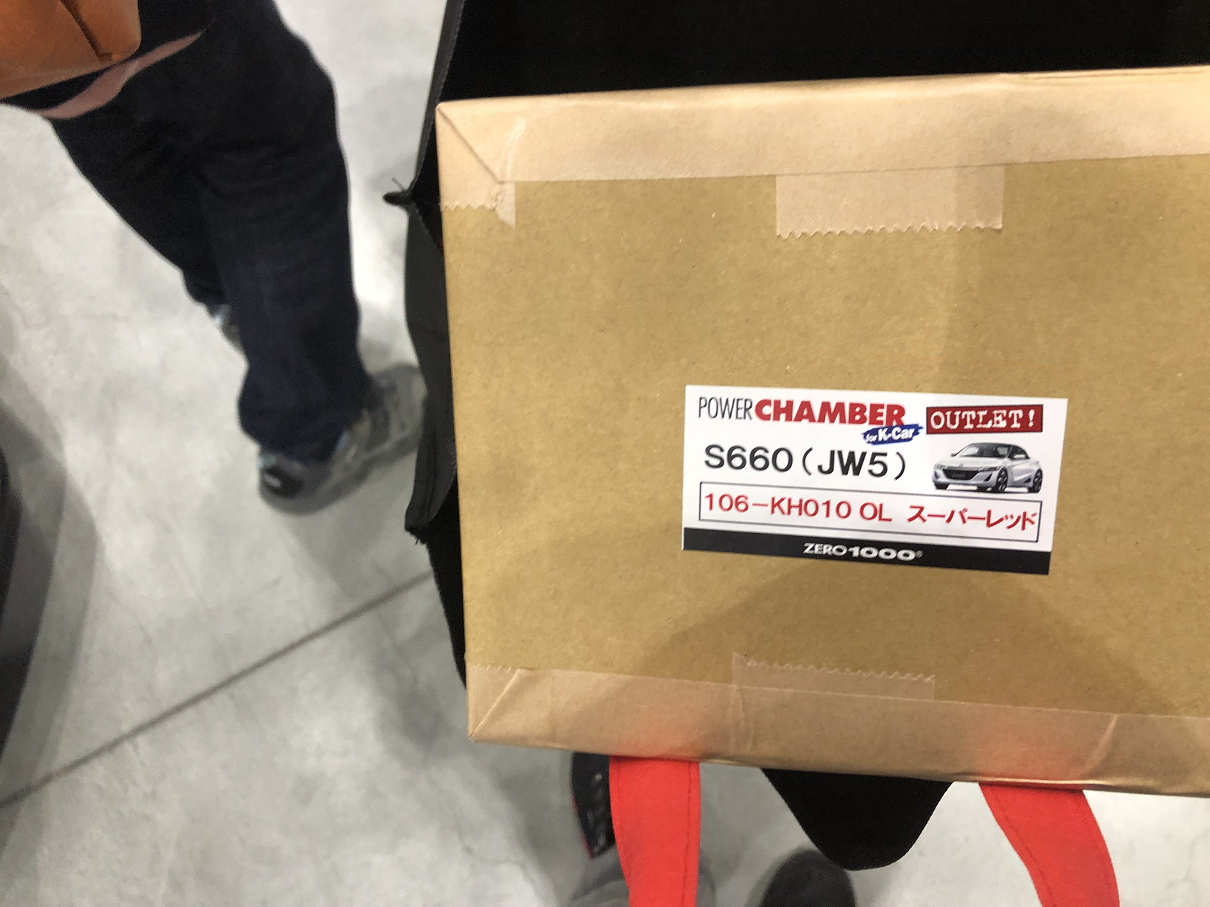 POWER CHAMBER
for K-Car
OUTLET!
S660 (JW5)
106-KH010 OL スーパーレッド
ZERO1000®